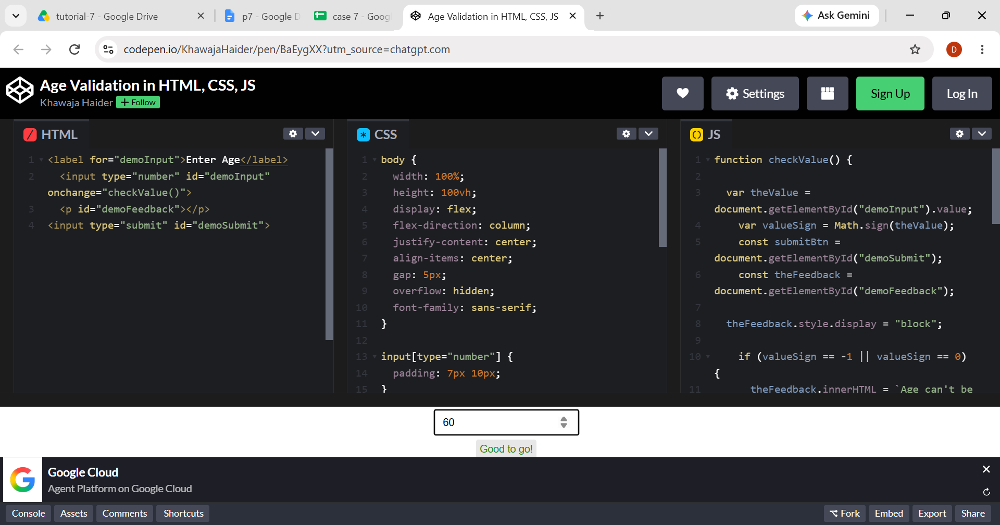 tutorial-7 - Google Drive
p7 - Google D
case 7 - Goog
Age Validation in HTML, CSS, JS
Ask Gemini
codepen.io/KhawajaHaider/pen/BaEygXX?utm_source=chatgpt.com
D
Age Validation in HTML, CSS, JS
Khawaja Haider
+ Follow
Settings
Sign Up
Log In
HTML
1 <label for="demoInput">Enter Age</label>
2 <input type="number" id="demoInput"
onchange="checkValue()">
3 <p id="demoFeedback"></p>
4 <input type="submit" id="demoSubmit">
CSS
1 body {
2 width: 100%;
3 height: 100vh;
4 display: flex;
5 flex-direction: column;
6 justify-content: center;
7 align-items: center;
8 gap: 5px;
9 overflow: hidden;
10 font-family: sans-serif;
11 }
12
13 input[type="number"] {
14 padding: 7px 10px;
15 }
JS
1 function checkValue() {
2
3 var theValue =
document.getElementById("demoInput").value;
4 var valueSign = Math.sign(theValue);
5 const submitBtn =
document.getElementById("demoSubmit");
6 const theFeedback =
document.getElementById("demoFeedback");
7
8 theFeedback.style.display = "block";
9
10 if (valueSign == -1 || valueSign == 0)
{
11 theFeedback.innerHTML = `Age can't be
60
Good to go!
Google Cloud
Agent Platform on Google Cloud
Console
Assets
Comments
Shortcuts
Fork
Embed
Export
Share